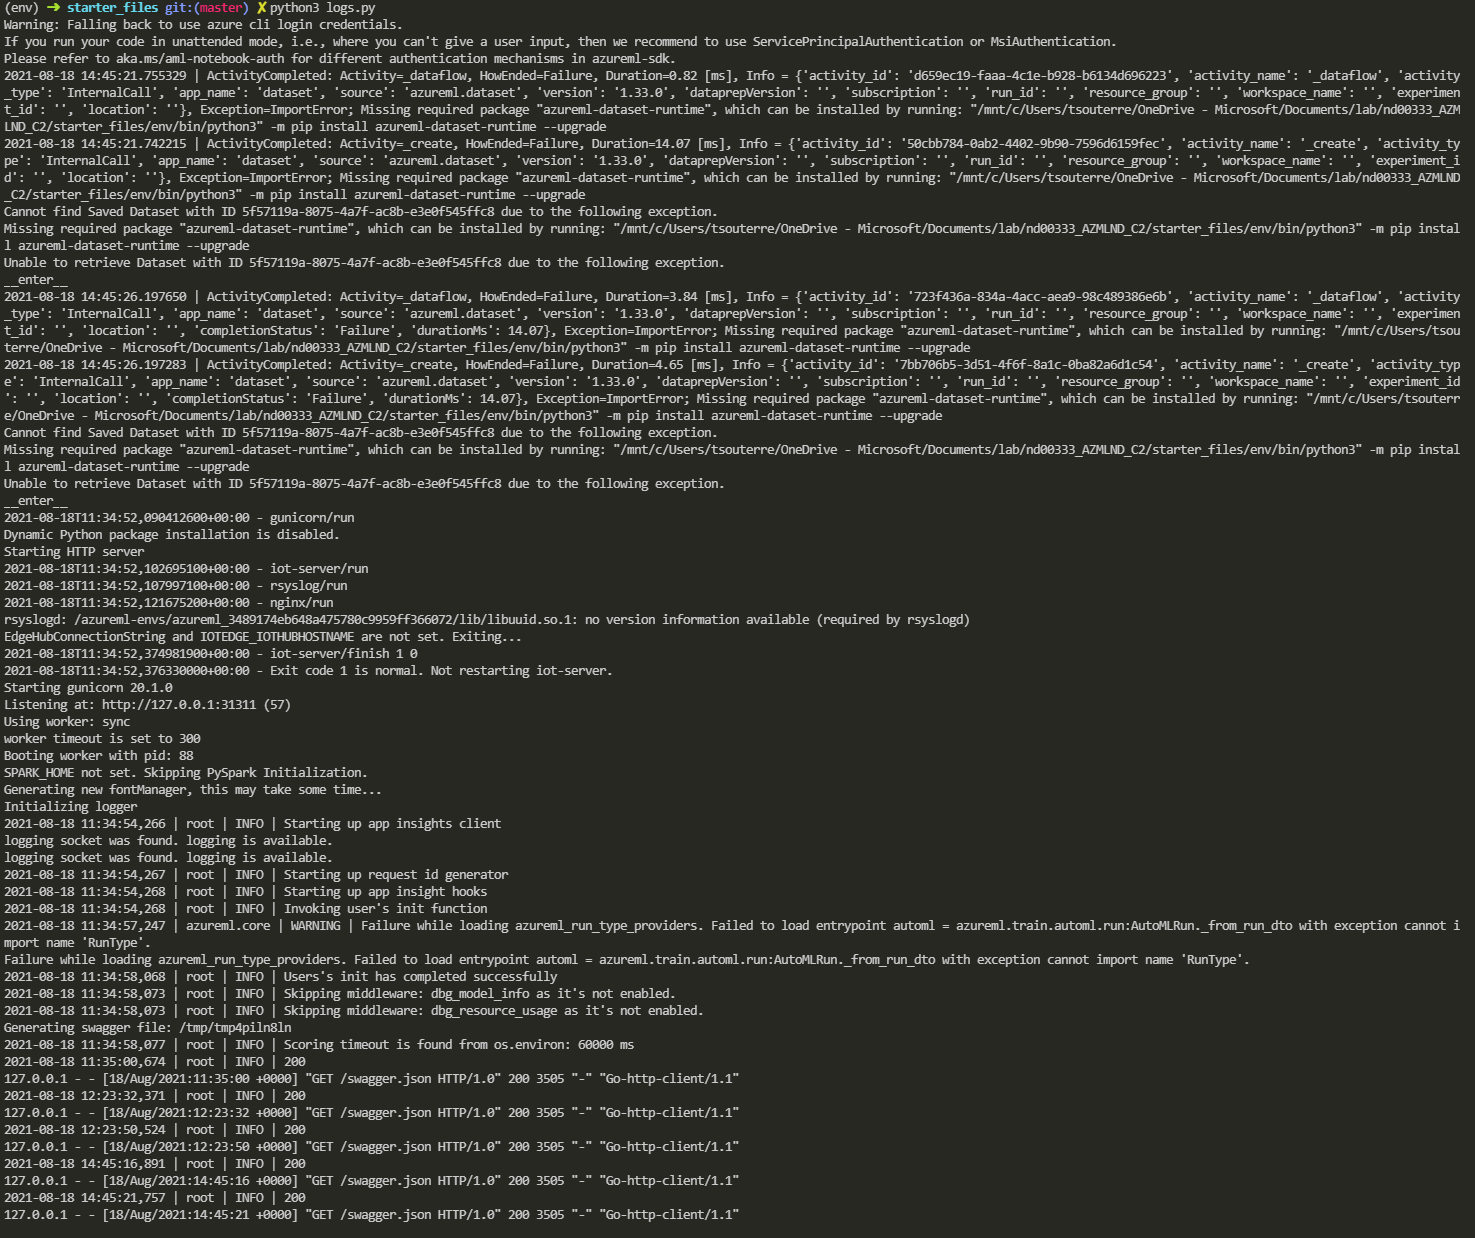 (env) ➜ starter_files git:(master) ✗ python3 logs.py
Warning: Falling back to use azure cli login credentials.
If you run your code in unattended mode, i.e., where you can't give a user input, then we recommend to use ServicePrincipalAuthentication or MsiAuthentication.
Please refer to aka.ms/aml-notebook-auth for different authentication mechanisms in azureml-sdk.
2021-08-18 14:45:21.755329 | ActivityCompleted: Activity=_dataflow, HowEnded=Failure, Duration=0.82 [ms], Info = {'activity_id': 'd659ec19-faaa-4c1e-b928-b6134d696223', 'activity_name': '_dataflow', 'activity
_type': 'InternalCall', 'app_name': 'dataset', 'source': 'azureml.dataset', 'version': '1.33.0', 'dataprepVersion': '', 'subscription': '', 'run_id': '', 'resource_group': '', 'workspace_name': '', 'experimen
t_id': '', 'location': ''}, Exception=ImportError; Missing required package "azureml-dataset-runtime", which can be installed by running: "/mnt/c/Users/tsouterre/OneDrive - Microsoft/Documents/lab/nd00333_AZM
LND_C2/starter_files/env/bin/python3" -m pip install azureml-dataset-runtime --upgrade
2021-08-18 14:45:21.742215 | ActivityCompleted: Activity=_create, HowEnded=Failure, Duration=14.07 [ms], Info = {'activity_id': '50cbb784-0ab2-4402-9b90-7596d6159fec', 'activity_name': '_create', 'activity_ty
pe': 'InternalCall', 'app_name': 'dataset', 'source': 'azureml.dataset', 'version': '1.33.0', 'dataprepVersion': '', 'subscription': '', 'run_id': '', 'resource_group': '', 'workspace_name': '', 'experiment_i
d': '', 'location': ''}, Exception=ImportError; Missing required package "azureml-dataset-runtime", which can be installed by running: "/mnt/c/Users/tsouterre/OneDrive - Microsoft/Documents/lab/nd00333_AZMLND
_C2/starter_files/env/bin/python3" -m pip install azureml-dataset-runtime --upgrade
Cannot find Saved Dataset with ID 5f57119a-8075-4a7f-ac8b-e3e0f545ffc8 due to the following exception.
Missing required package "azureml-dataset-runtime", which can be installed by running: "/mnt/c/Users/tsouterre/OneDrive - Microsoft/Documents/lab/nd00333_AZMLND_C2/starter_files/env/bin/python3" -m pip instal
l azureml-dataset-runtime --upgrade
Unable to retrieve Dataset with ID 5f57119a-8075-4a7f-ac8b-e3e0f545ffc8 due to the following exception.
__enter__
2021-08-18 14:45:26.197650 | ActivityCompleted: Activity=_dataflow, HowEnded=Failure, Duration=3.84 [ms], Info = {'activity_id': '723f436a-834a-4acc-aea9-98c489386e6b', 'activity_name': '_dataflow', 'activity
_type': 'InternalCall', 'app_name': 'dataset', 'source': 'azureml.dataset', 'version': '1.33.0', 'dataprepVersion': '', 'subscription': '', 'run_id': '', 'resource_group': '', 'workspace_name': '', 'experimen
t_id': '', 'location': '', 'completionStatus': 'Failure', 'durationMs': 14.07}, Exception=ImportError; Missing required package "azureml-dataset-runtime", which can be installed by running: "/mnt/c/Users/tsou
terre/OneDrive - Microsoft/Documents/lab/nd00333_AZMLND_C2/starter_files/env/bin/python3" -m pip install azureml-dataset-runtime --upgrade
2021-08-18 14:45:26.197283 | ActivityCompleted: Activity=_create, HowEnded=Failure, Duration=4.65 [ms], Info = {'activity_id': '7bb706b5-3d51-4f6f-8a1c-0ba82a6d1c54', 'activity_name': '_create', 'activity_typ
e': 'InternalCall', 'app_name': 'dataset', 'source': 'azureml.dataset', 'version': '1.33.0', 'dataprepVersion': '', 'subscription': '', 'run_id': '', 'resource_group': '', 'workspace_name': '', 'experiment_id
': '', 'location': '', 'completionStatus': 'Failure', 'durationMs': 14.07}, Exception=ImportError; Missing required package "azureml-dataset-runtime", which can be installed by running: "/mnt/c/Users/tsouterr
e/OneDrive - Microsoft/Documents/lab/nd00333_AZMLND_C2/starter_files/env/bin/python3" -m pip install azureml-dataset-runtime --upgrade
Cannot find Saved Dataset with ID 5f57119a-8075-4a7f-ac8b-e3e0f545ffc8 due to the following exception.
Missing required package "azureml-dataset-runtime", which can be installed by running: "/mnt/c/Users/tsouterre/OneDrive - Microsoft/Documents/lab/nd00333_AZMLND_C2/starter_files/env/bin/python3" -m pip instal
l azureml-dataset-runtime --upgrade
Unable to retrieve Dataset with ID 5f57119a-8075-4a7f-ac8b-e3e0f545ffc8 due to the following exception.
__enter__
2021-08-18T11:34:52,090412600+00:00 - gunicorn/run
Dynamic Python package installation is disabled.
Starting HTTP server
2021-08-18T11:34:52,102695100+00:00 - iot-server/run
2021-08-18T11:34:52,107997100+00:00 - rsyslog/run
2021-08-18T11:34:52,121675200+00:00 - nginx/run
rsyslogd: /azureml-envs/azureml_3489174eb648a475780c9959ff366072/lib/libuuid.so.1: no version information available (required by rsyslogd)
EdgeHubConnectionString and IOTEDGE_IOTHUBHOSTNAME are not set. Exiting...
2021-08-18T11:34:52,374981900+00:00 - iot-server/finish 1 0
2021-08-18T11:34:52,376330000+00:00 - Exit code 1 is normal. Not restarting iot-server.
Starting gunicorn 20.1.0
Listening at: http://127.0.0.1:31311 (57)
Using worker: sync
worker timeout is set to 300
Booting worker with pid: 88
SPARK_HOME not set. Skipping PySpark Initialization.
Generating new fontManager, this may take some time...
Initializing logger
2021-08-18 11:34:54,266 | root | INFO | Starting up app insights client
logging socket was found. logging is available.
logging socket was found. logging is available.
2021-08-18 11:34:54,267 | root | INFO | Starting up request id generator
2021-08-18 11:34:54,268 | root | INFO | Starting up app insight hooks
2021-08-18 11:34:54,268 | root | INFO | Invoking user's init function
2021-08-18 11:34:57,247 | azureml.core | WARNING | Failure while loading azureml_run_type_providers. Failed to load entrypoint automl = azureml.train.automl.run:AutoMLRun._from_run_dto with exception cannot i
mport name 'RunType'.
Failure while loading azureml_run_type_providers. Failed to load entrypoint automl = azureml.train.automl.run:AutoMLRun._from_run_dto with exception cannot import name 'RunType'.
2021-08-18 11:34:58,068 | root | INFO | Users's init has completed successfully
2021-08-18 11:34:58,073 | root | INFO | Skipping middleware: dbg_model_info as it's not enabled.
2021-08-18 11:34:58,073 | root | INFO | Skipping middleware: dbg_resource_usage as it's not enabled.
Generating swagger file: /tmp/tmp4piln8ln
2021-08-18 11:34:58,077 | root | INFO | Scoring timeout is found from os.environ: 60000 ms
2021-08-18 11:35:00,674 | root | INFO | 200
127.0.0.1 - - [18/Aug/2021:11:35:00 +0000] "GET /swagger.json HTTP/1.0" 200 3505 "-" "Go-http-client/1.1"
2021-08-18 12:23:32,371 | root | INFO | 200
127.0.0.1 - - [18/Aug/2021:12:23:32 +0000] "GET /swagger.json HTTP/1.0" 200 3505 "-" "Go-http-client/1.1"
2021-08-18 12:23:50,524 | root | INFO | 200
127.0.0.1 - - [18/Aug/2021:12:23:50 +0000] "GET /swagger.json HTTP/1.0" 200 3505 "-" "Go-http-client/1.1"
2021-08-18 14:45:16,891 | root | INFO | 200
127.0.0.1 - - [18/Aug/2021:14:45:16 +0000] "GET /swagger.json HTTP/1.0" 200 3505 "-" "Go-http-client/1.1"
2021-08-18 14:45:21,757 | root | INFO | 200
127.0.0.1 - - [18/Aug/2021:14:45:21 +0000] "GET /swagger.json HTTP/1.0" 200 3505 "-" "Go-http-client/1.1"